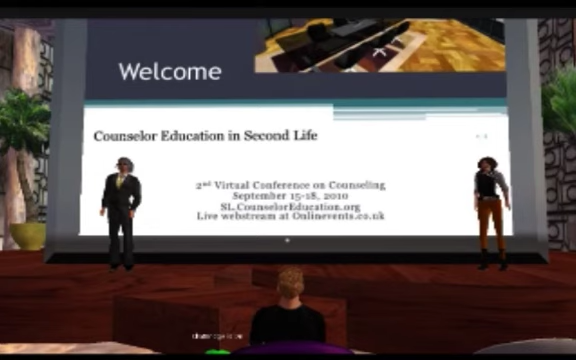 Welcome
Counselor Education in Second Life
2nd Virtual Conference on Counseling
September 15-18, 2010
SL.CounselorEducation.org
Live webstream at Onlinevents.co.uk